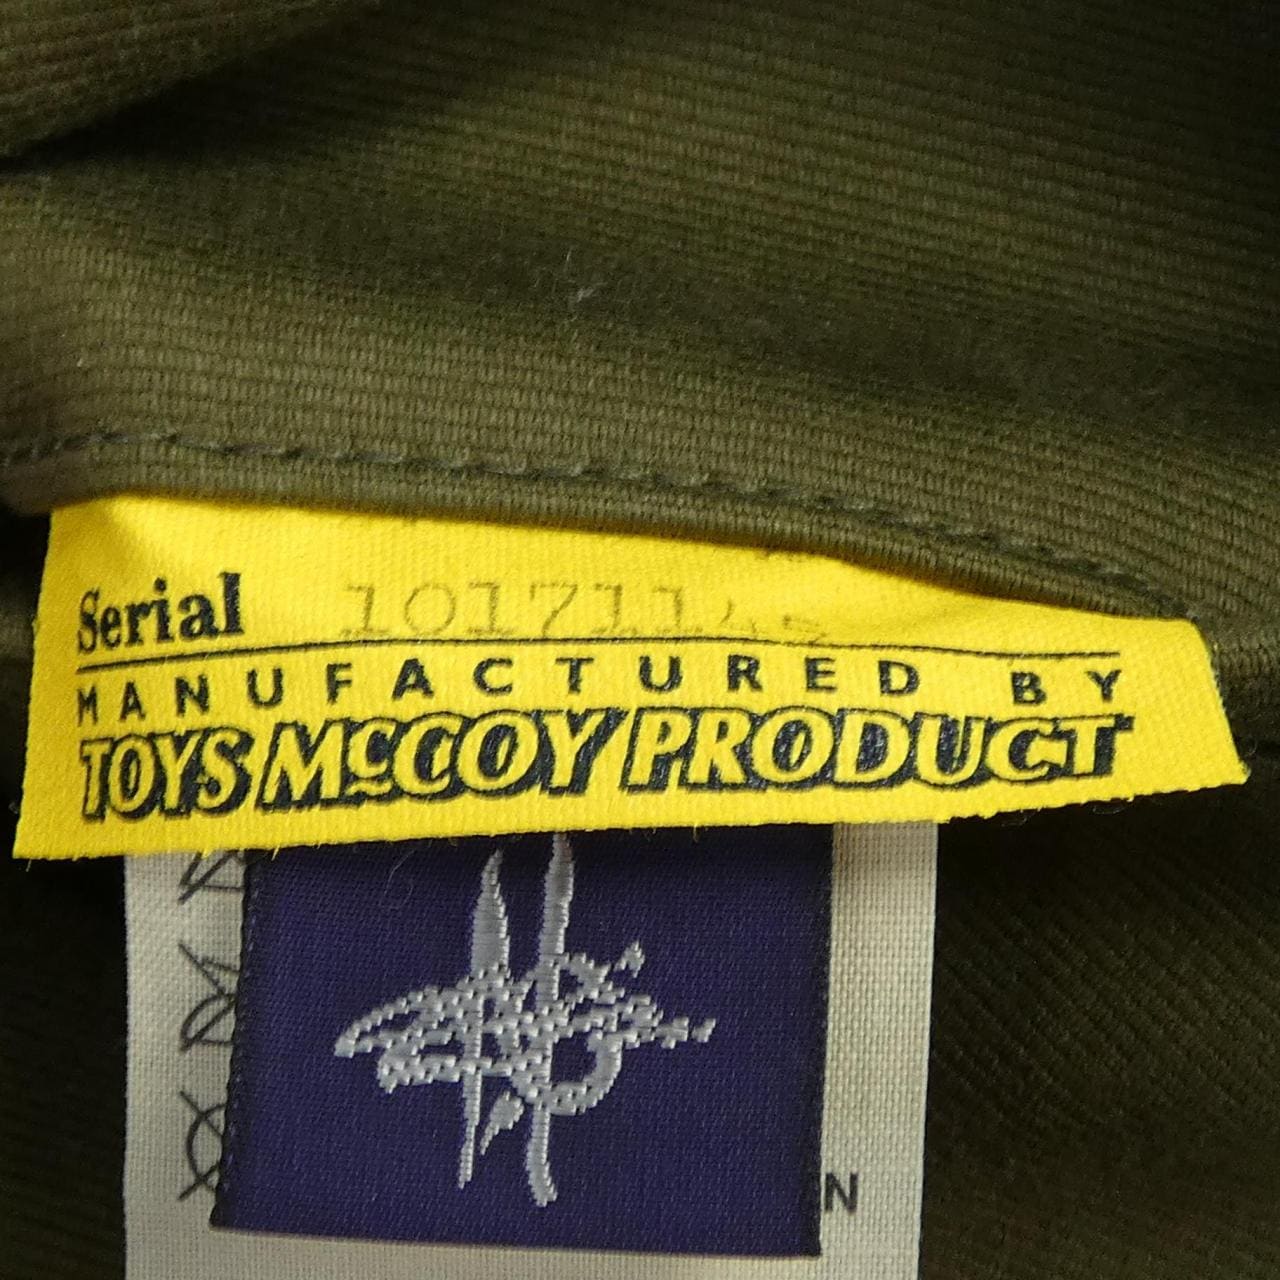 Serial
MANUFACTURED BY
TOYS McCOY PRODUCT
N